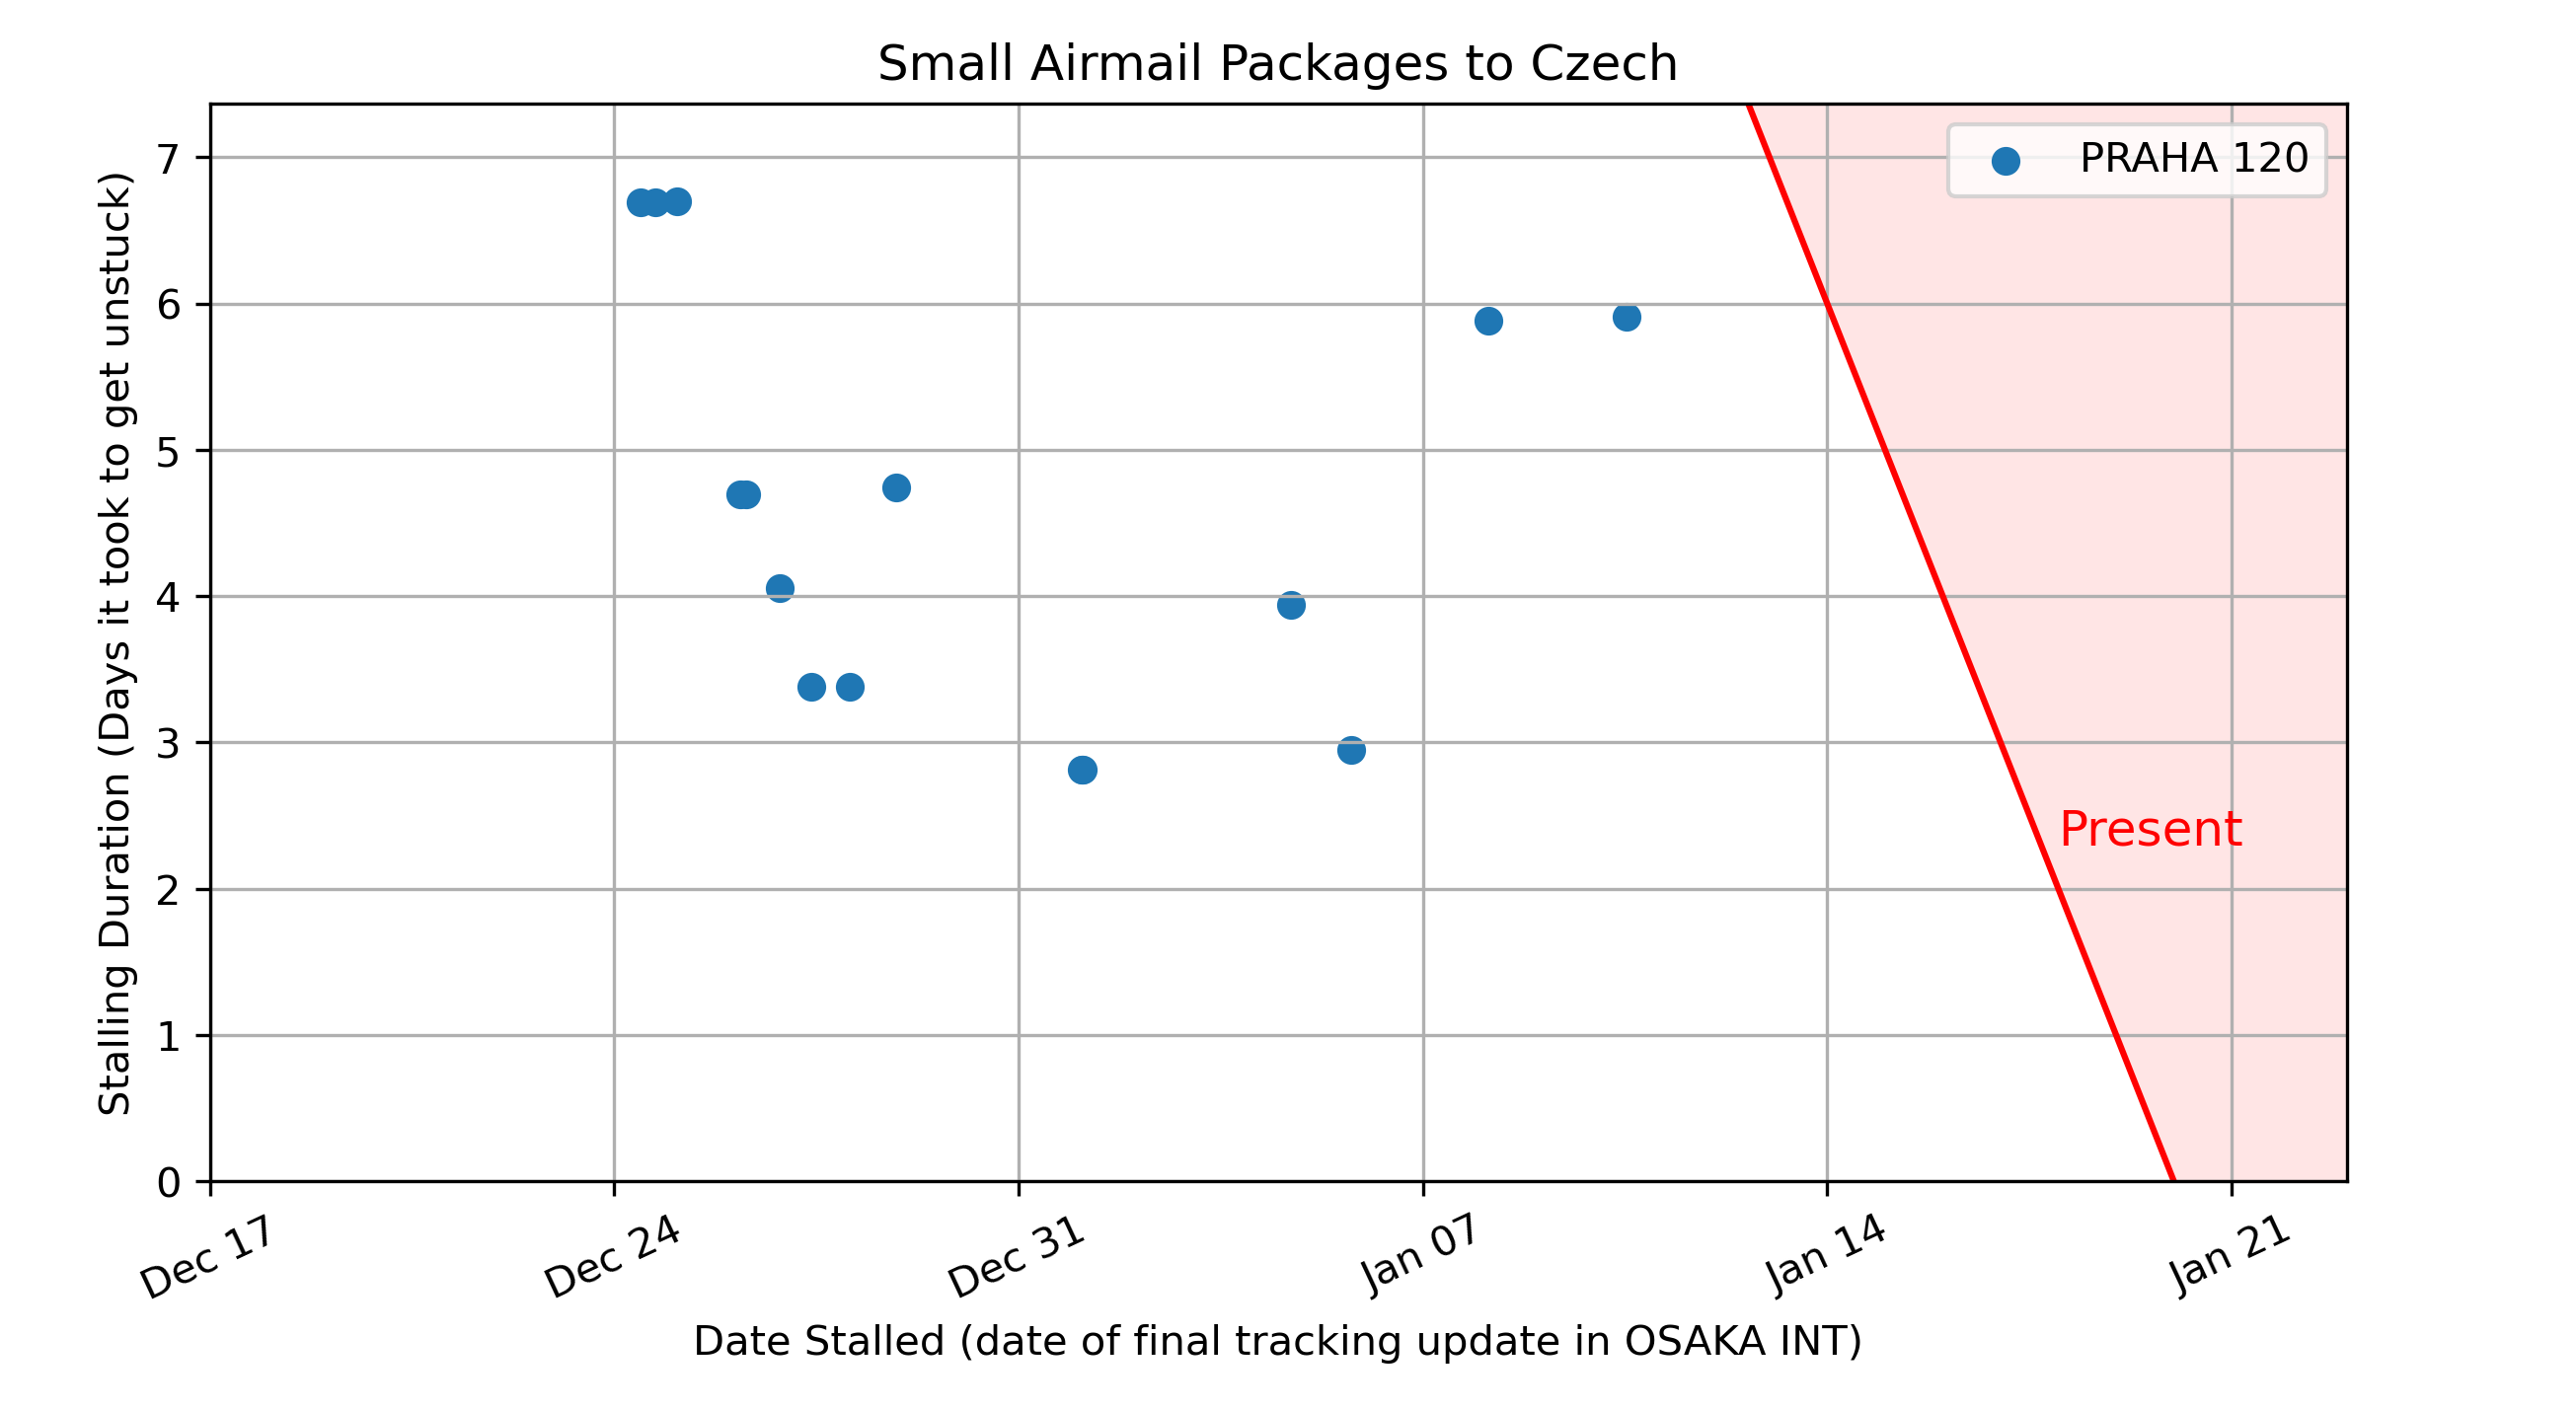 Small Airmail Packages to Czech
PRAHA 120
Stalling Duration (Days it took to get unstuck)
7
6
5
4
3
2
1
0
Present
Dec 17
Dec 24
Dec 31
Jan 07
Jan 14
Jan 21
Date Stalled (date of final tracking update in OSAKA INT)